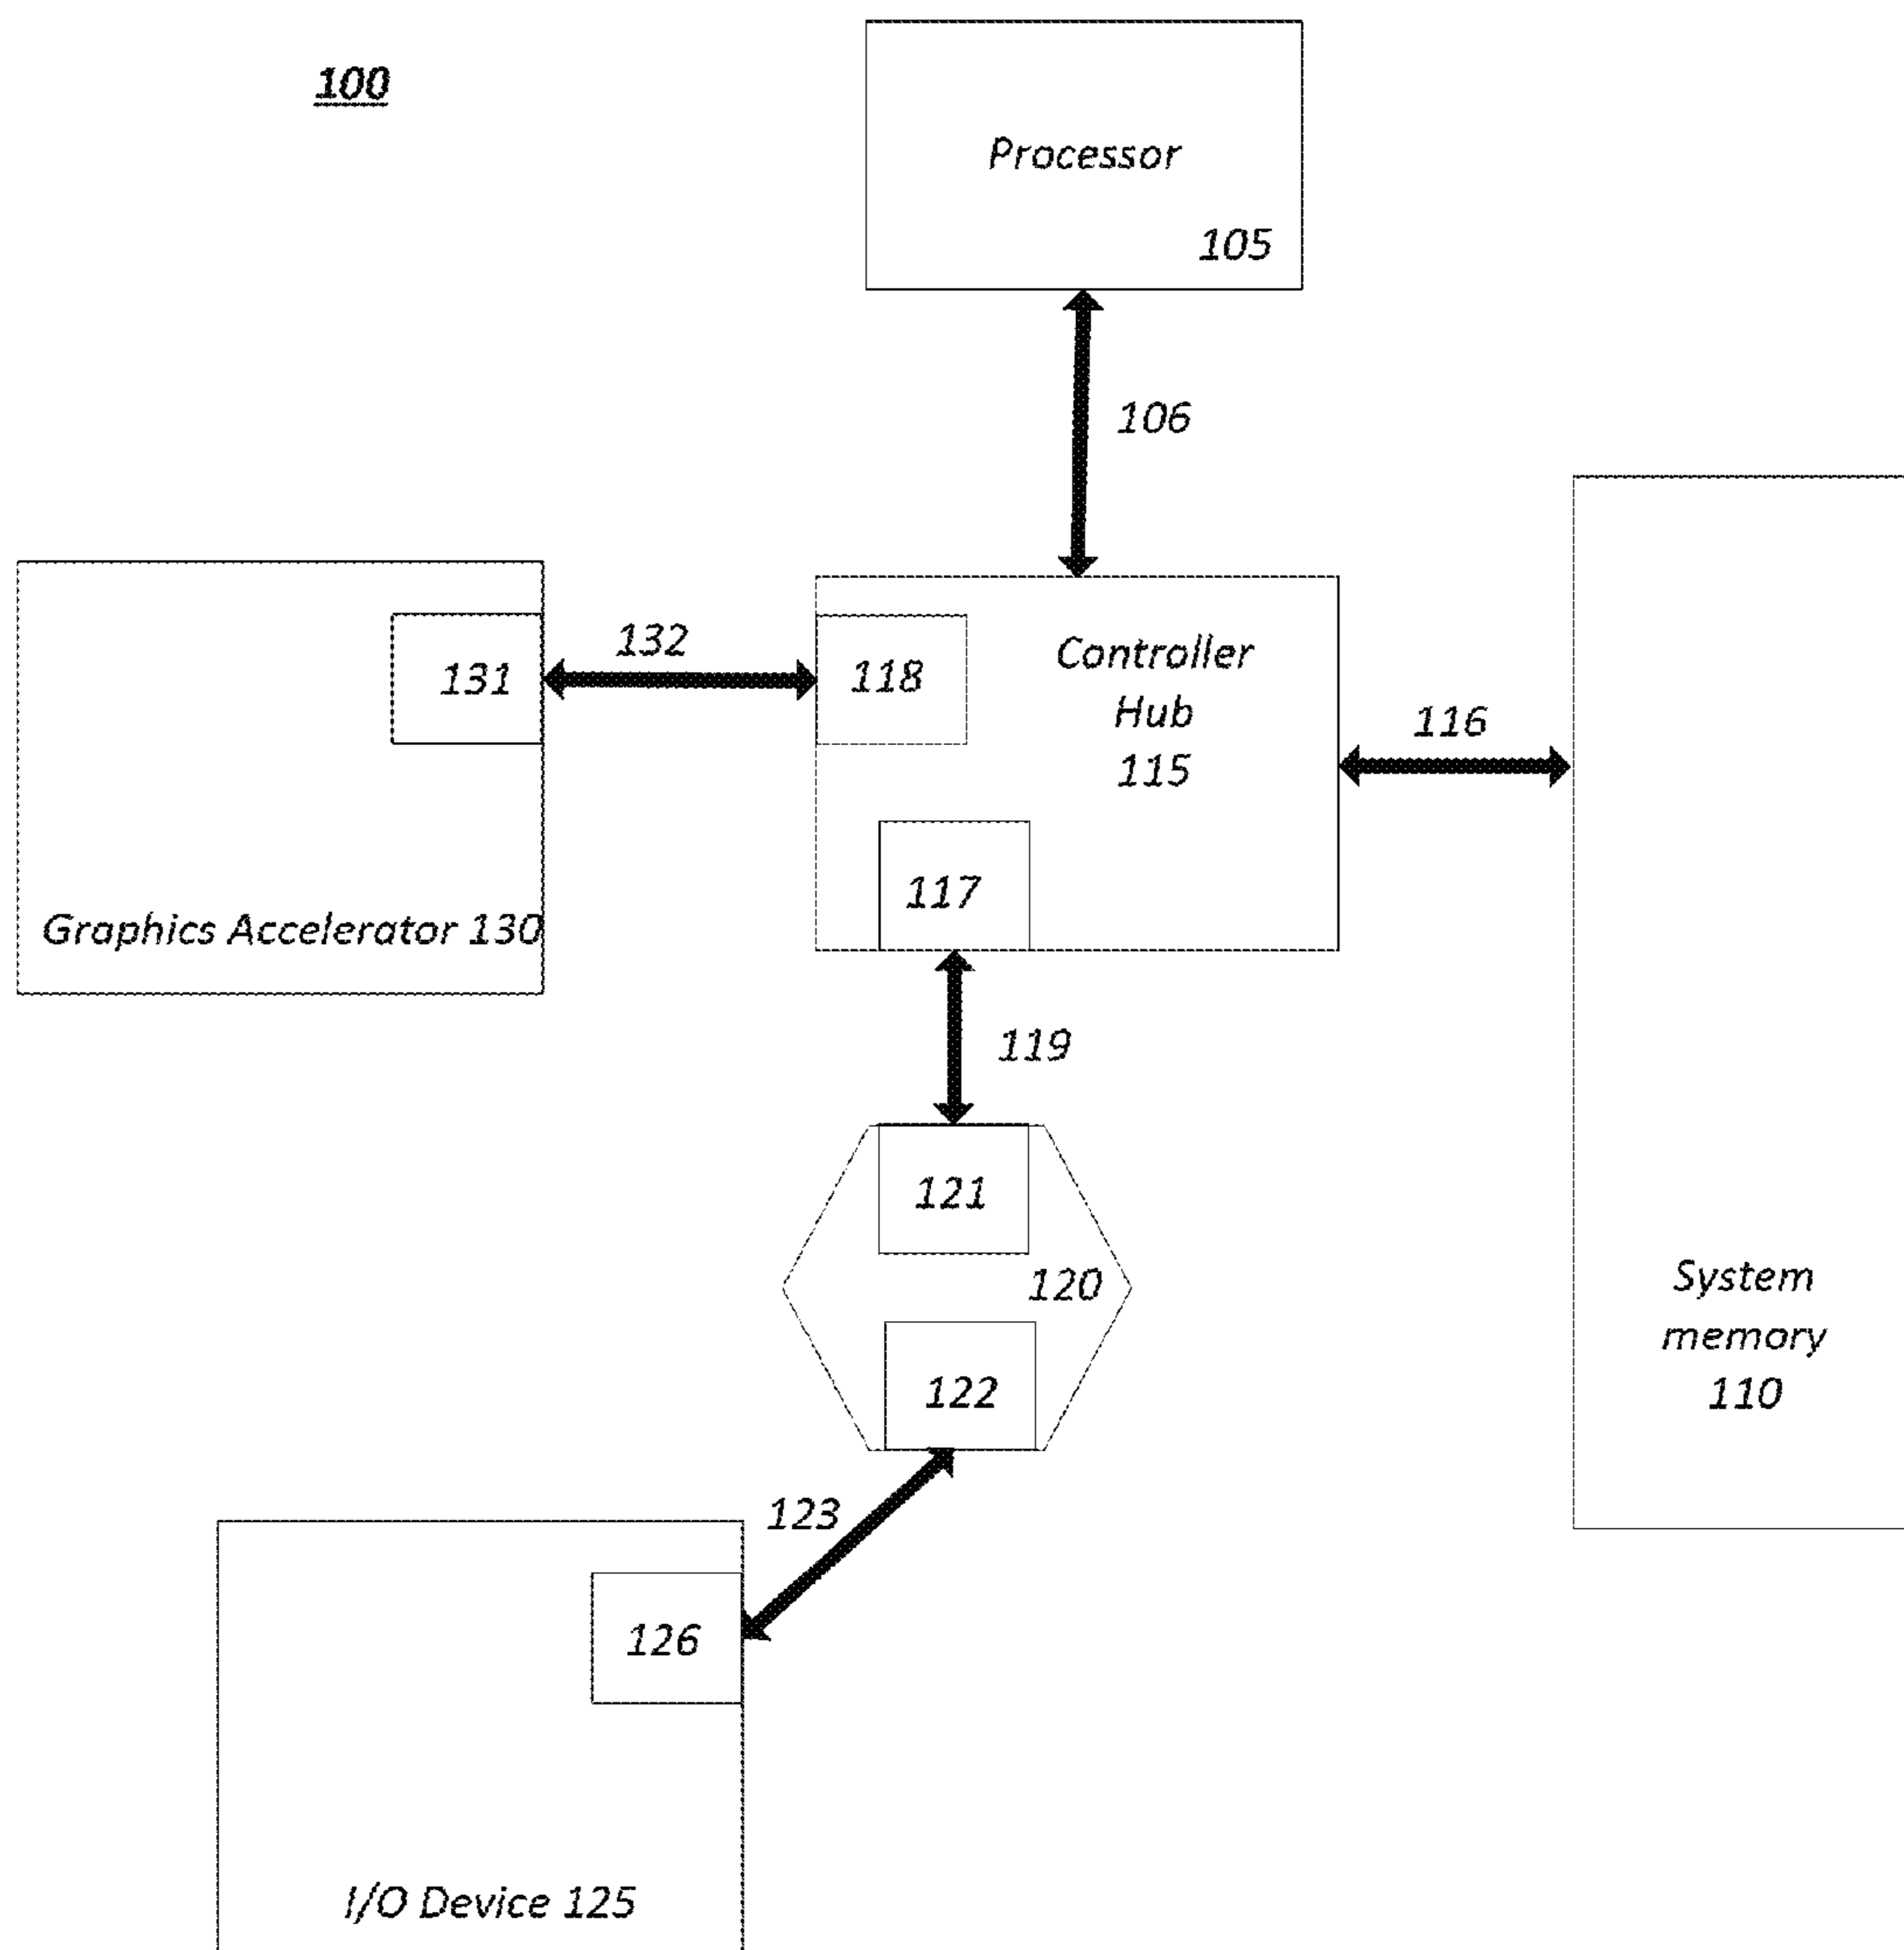 100
Processor
105
106
132
131
118
Controller
Hub
115
116
117
Graphics Accelerator 130
119
121
120
122
System
memory
110
123
126
I/O Device 125